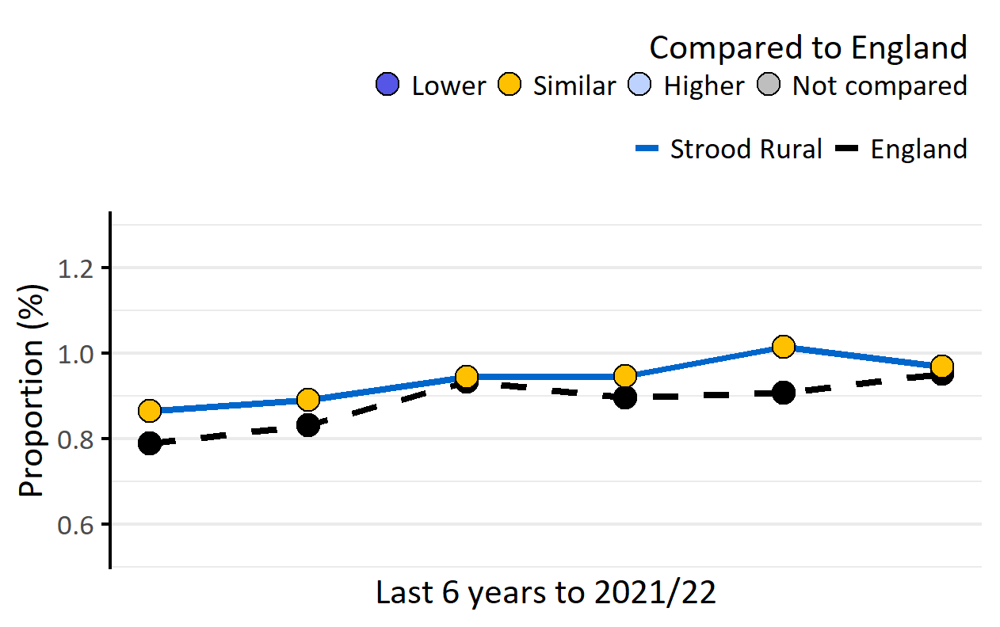 Compared to England
Lower Similar Higher Not compared
Strood Rural England
Proportion (%)
1.2
1.0
0.8
0.6
Last 6 years to 2021/22